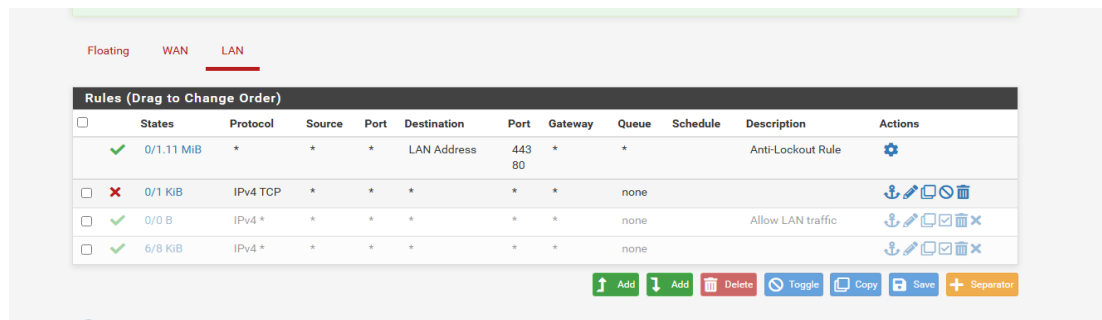 Floating WAN LAN
Rules (Drag to Change Order)
States Protocol Source Port Destination Port Gateway Queue Schedule Description Actions
0/1.11 MiB * * * LAN Address 443 * * Anti-Lockout Rule
80
0/1 KiB IPv4 TCP * * * * * none
0/0 B IPv4 * * * * * * none Allow LAN traffic
6/8 KiB IPv4 * * * * * * none
Add Add Delete Toggle Copy Save Separator